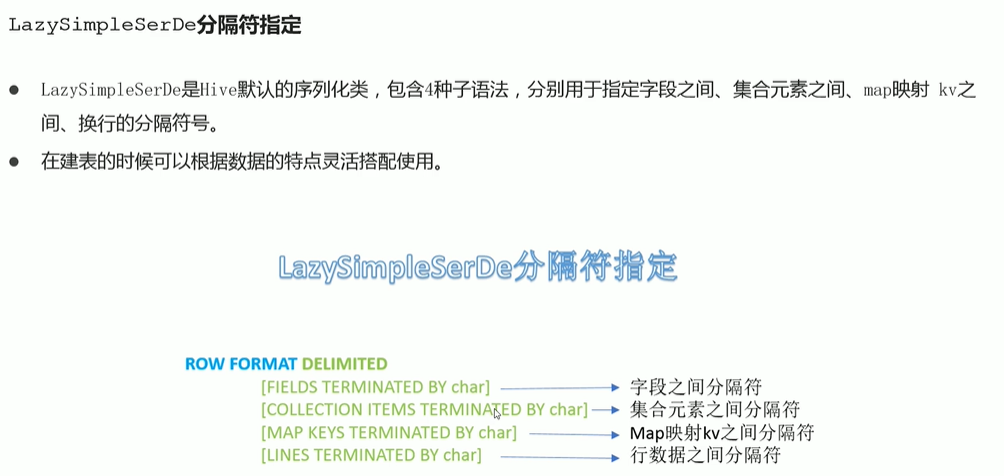 LazySimpleSerDe分隔符指定
● LazySimpleSerDe是Hive默认的序列化类，包含4种子语法，分别用于指定字段之间、集合元素之间、map映射 kv之
间、换行的分隔符号。
● 在建表的时候可以根据数据的特点灵活搭配使用。
LazySimpleSerDe分隔符指定
ROW FORMAT DELIMITED
[FIELDS TERMINATED BY char] 字段之间分隔符
[COLLECTION ITEMS TERMINATED BY char] 集合元素之间分隔符
[MAP KEYS TERMINATED BY char] Map映射kv之间分隔符
[LINES TERMINATED BY char] 行数据之间分隔符